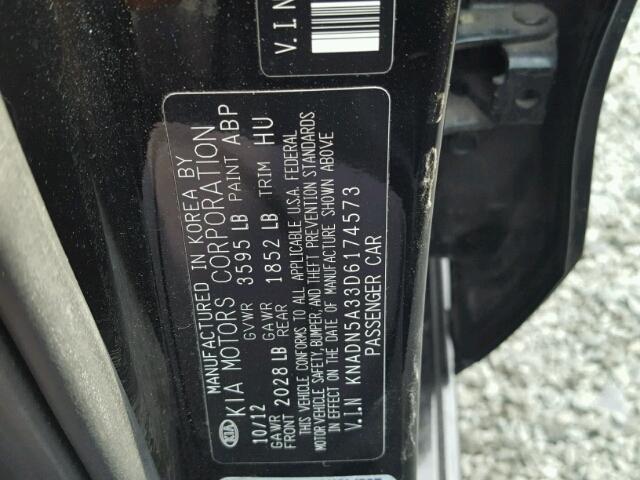 V.I.N
MANUFACTURED IN KOREA BY
KIA KIA MOTORS CORPORATION
10/12 GVWR 3595 LB PAINT ABP
GAWR FRONT 2028 LB GAWR REAR 1852 LB TRIM HU
THIS VEHICLE CONFORMS TO ALL APPLICABLE U.S.A. FEDERAL
MOTOR VEHICLE SAFETY, BUMPER, AND THEFT PREVENTION STANDARDS
IN EFFECT ON THE DATE OF MANUFACTURE SHOWN ABOVE
V.I.N KNADN5A33D6174573
PASSENGER CAR